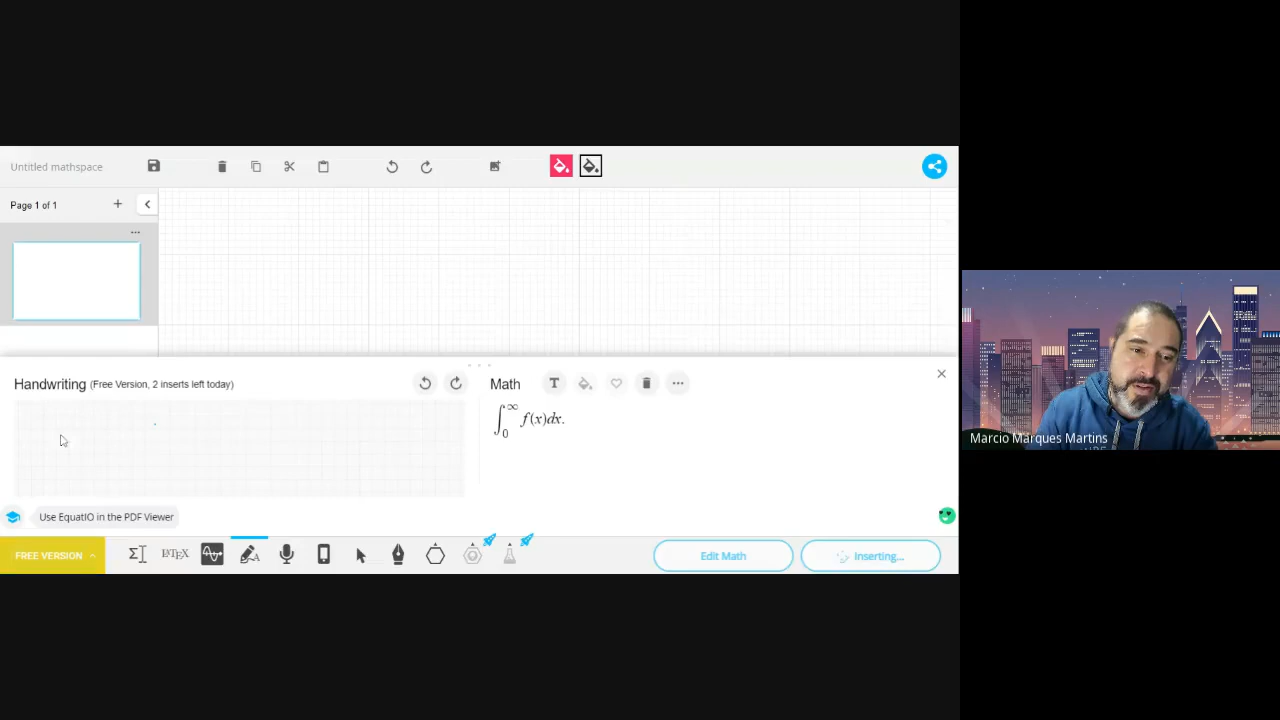 Untitled mathspace
Page 1 of 1
Handwriting (Free Version, 2 inserts left today)
Math
∫₀^∞ f(x)dx.
Use EquatIO in the PDF Viewer
FREE VERSION
LATEX
Edit Math
Inserting...
Marcio Marques Martins